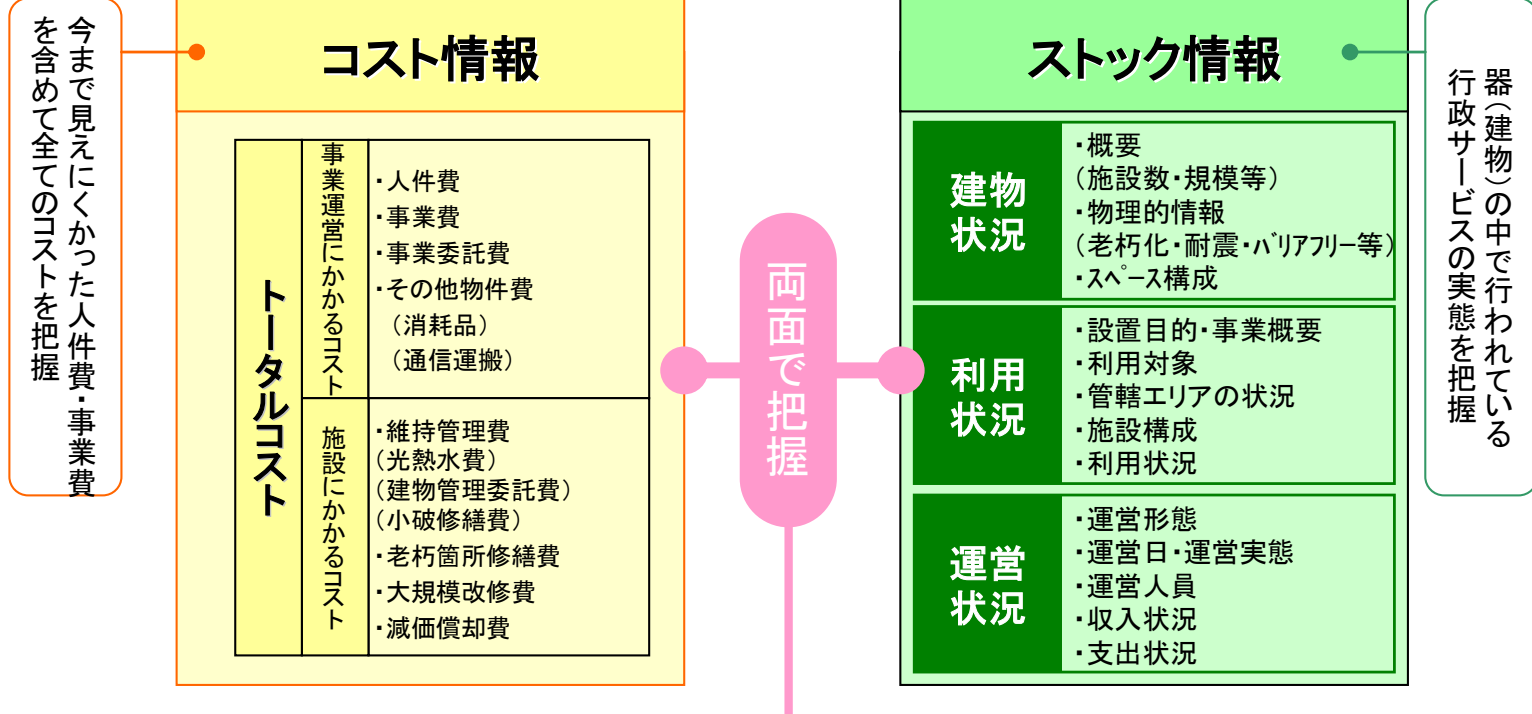 今まで見えにくかった人件費・事業費
を含めて全てのコストを把握
コスト情報
トータルコスト
事業運営にかかるコスト
・人件費
・事業費
・事業委託費
・その他物件費
（消耗品）
（通信運搬）
施設にかかるコスト
・維持管理費
（光熱水費）
（建物管理委託費）
（小破修繕費）
・老朽箇所修繕費
・大規模改修費
・減価償却費
両面で把握
ストック情報
建物
状況
・概要
（施設数・規模等）
・物理的情報
（老朽化・耐震・ﾊﾞﾘｱﾌﾘｰ等）
・ｽﾍﾟｰｽ構成
利用
状況
・設置目的・事業概要
・利用対象
・管轄エリアの状況
・施設構成
・利用状況
運営
状況
・運営形態
・運営日・運営実態
・運営人員
・収入状況
・支出状況
器（建物）の中で行われている
行政サービスの実態を把握